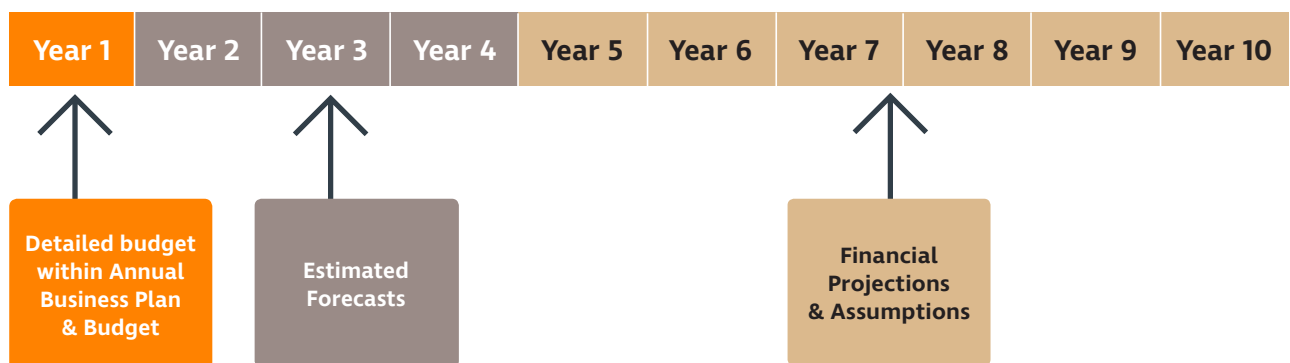 Year 1 Year 2 Year 3 Year 4 Year 5 Year 6 Year 7 Year 8 Year 9 Year 10
Detailed budget
within Annual
Business Plan
& Budget
Estimated
Forecasts
Financial
Projections
& Assumptions